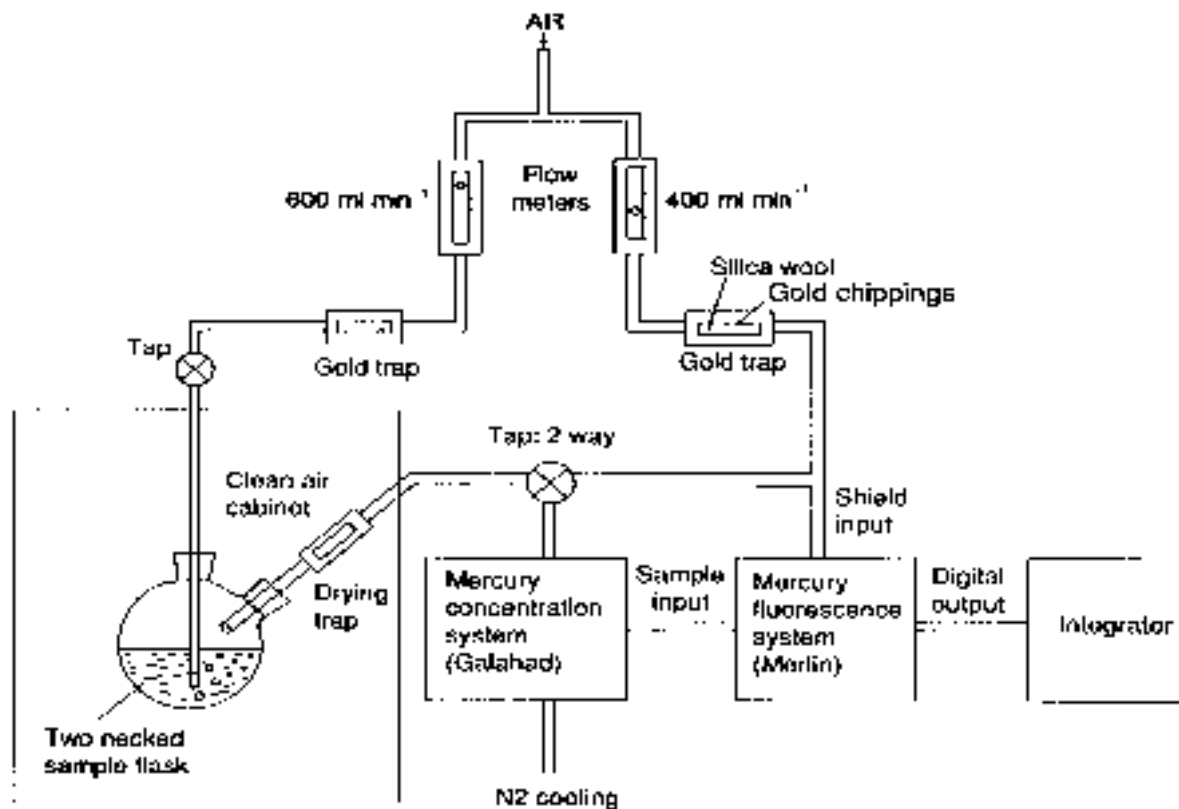 AIR
Flow
meters
600 ml min⁻¹
400 ml min⁻¹
Silica wool
Gold chippings
Tap
Gold trap
Gold trap
Tap: 2 way
Clean air
cabinet
Shield
input
Drying
trap
Mercury
concentration
system
(Galahad)
Sample
input
Mercury
fluorescence
system
(Merlin)
Digital
output
Integrator
Two necked
sample flask
N2 cooling